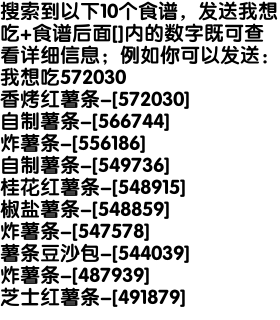 搜索到以下10个食谱，发送我想
吃+食谱后面[]内的数字既可查
看详细信息；例如你可以发送：
我想吃572030
香烤红薯条-[572030]
自制薯条-[566744]
炸薯条-[556186]
自制薯条-[549736]
桂花红薯条-[548915]
椒盐薯条-[548859]
炸薯条-[547578]
薯条豆沙包-[544039]
炸薯条-[487939]
芝士红薯条-[491879]